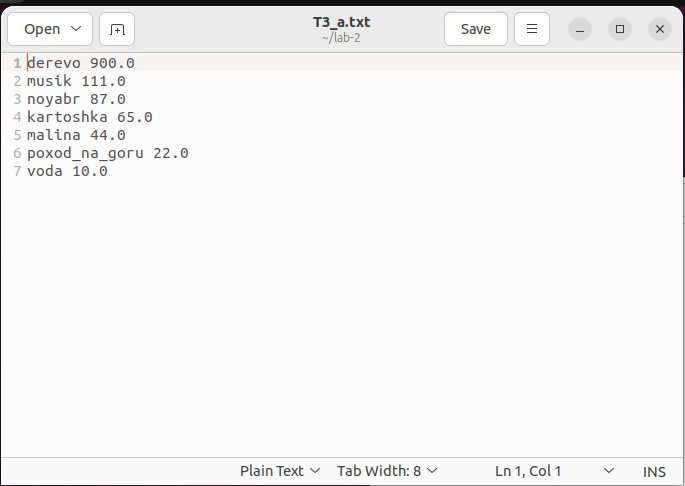 Open
T3_a.txt
~/lab-2
Save
1 derevo 900.0
2 musik 111.0
3 noyabr 87.0
4 kartoshka 65.0
5 malina 44.0
6 poxod_na_goru 22.0
7 voda 10.0
Plain Text Tab Width: 8 Ln 1, Col 1 INS